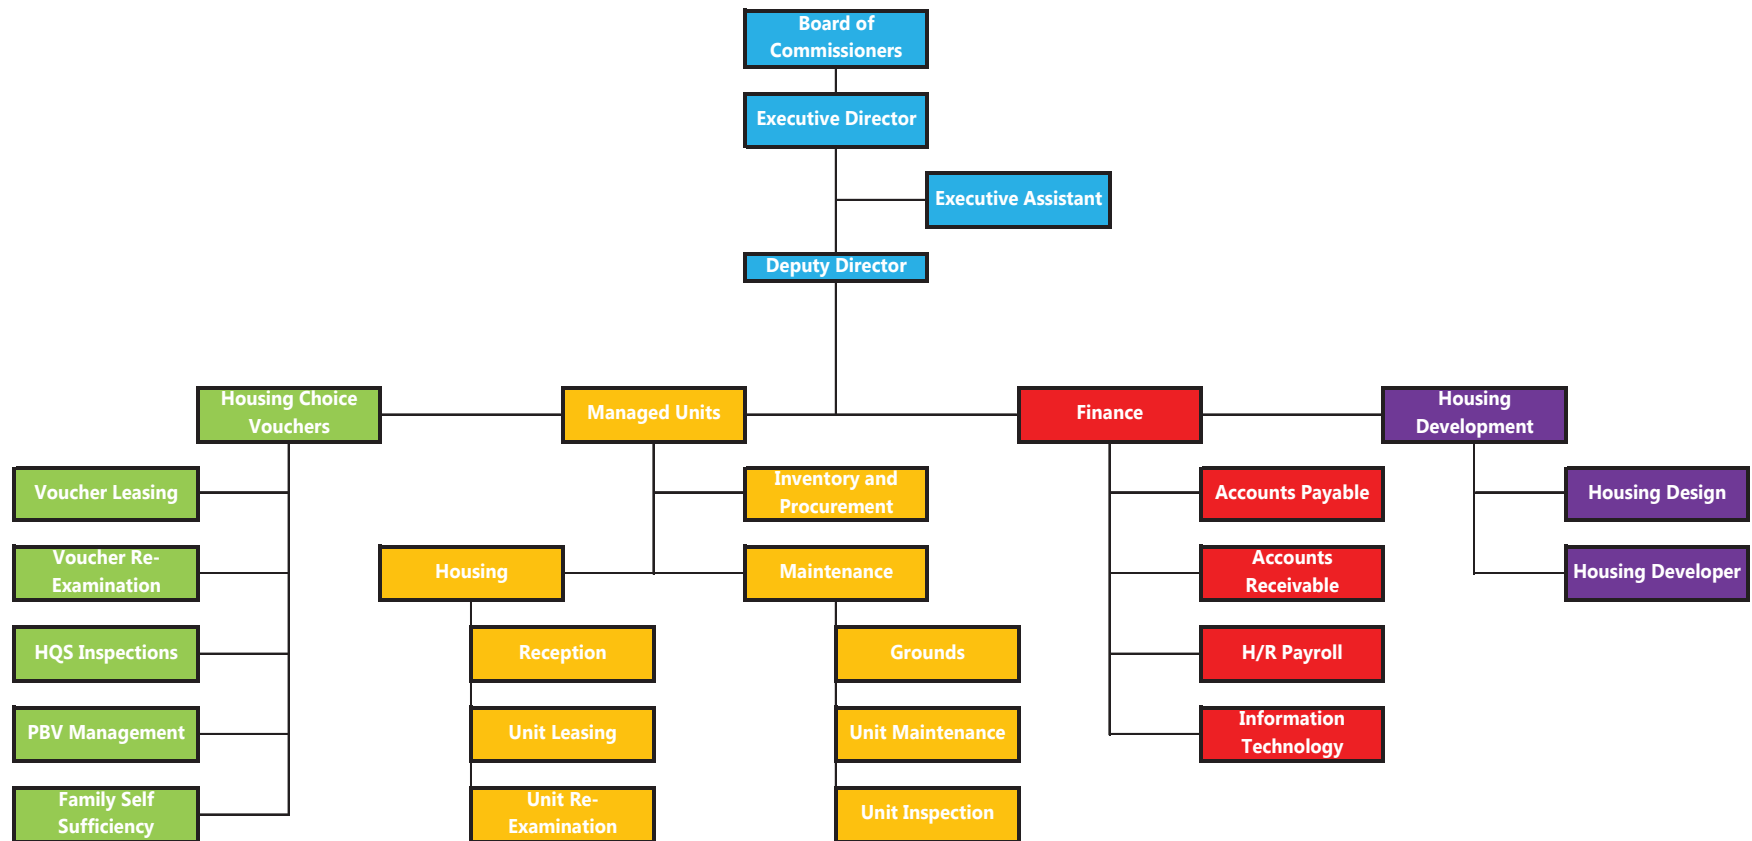 Board of
Commissioners
Executive Director
Executive Assistant
Deputy Director
Housing Choice
Vouchers
Managed Units
Finance
Housing
Development
Voucher Leasing
Inventory and
Procurement
Accounts Payable
Housing Design
Voucher Re-
Examination
Housing
Maintenance
Accounts
Receivable
Housing Developer
HQS Inspections
Reception
Grounds
H/R Payroll
PBV Management
Unit Leasing
Unit Maintenance
Information
Technology
Family Self
Sufficiency
Unit Re-
Examination
Unit Inspection